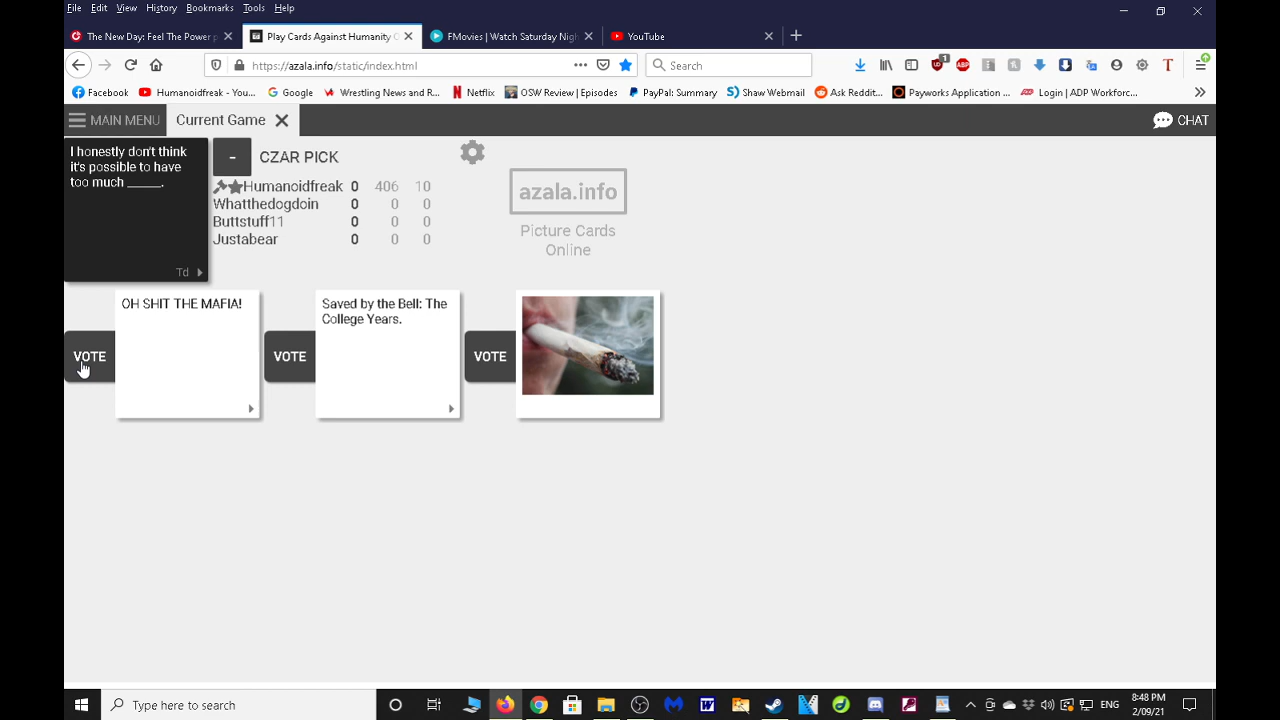 File Edit View History Bookmarks Tools Help
The New Day: Feel The Power p
Play Cards Against Humanity O
FMovies | Watch Saturday Nigh
YouTube
https://azala.info/static/index.html
Search
Facebook
Humanoidfreak - You...
Google
Wrestling News and R...
Netflix
OSW Review | Episodes
PayPal: Summary
Shaw Webmail
Ask Reddit...
Payworks Application ...
Login | ADP Workforc...
MAIN MENU
Current Game
CHAT
I honestly don't think
it's possible to have
too much _____.
Td
-
CZAR PICK
Humanoidfreak 0 406 10
Whatthedogdoin 0 0 0
Buttstuff11 0 0 0
Justabear 0 0 0
azala.info
Picture Cards
Online
VOTE
OH SHIT THE MAFIA!
VOTE
Saved by the Bell: The
College Years.
VOTE
Type here to search
ENG
8:48 PM
2/09/21